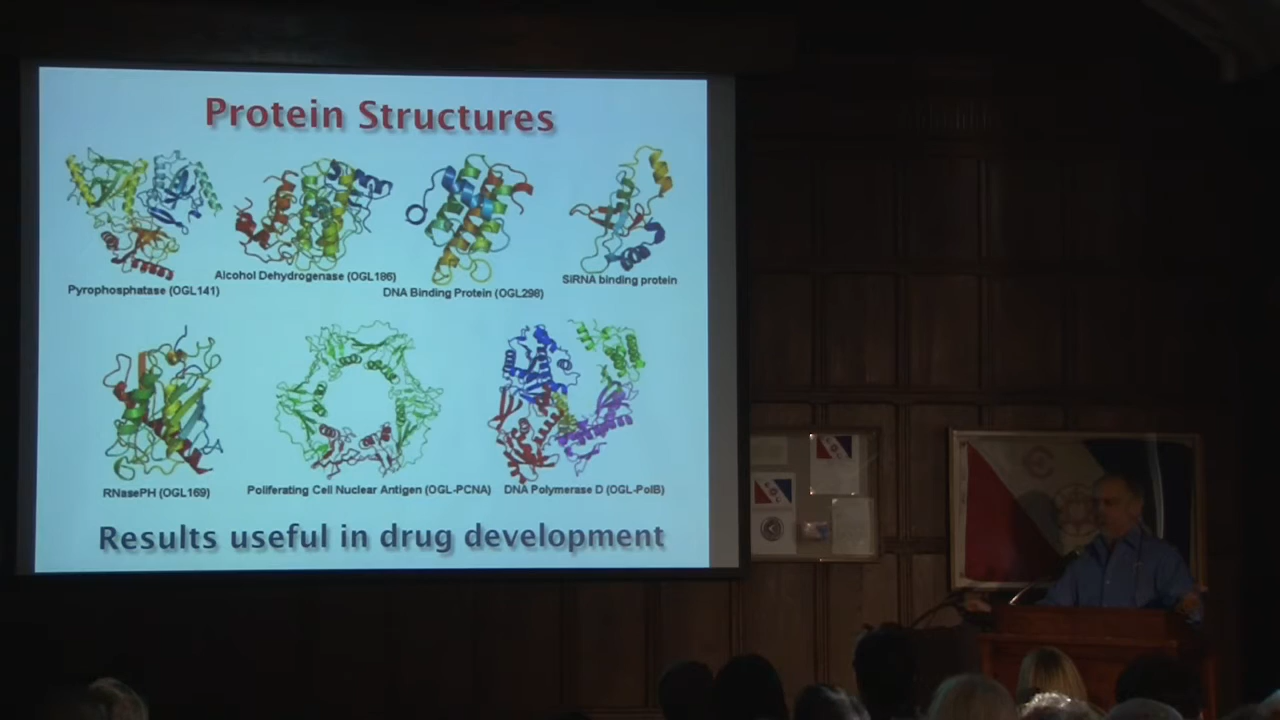 Protein Structures
Pyrophosphatase (OGL141)
Alcohol Dehydrogenase (OGL186)
DNA Binding Protein (OGL298)
SiRNA binding protein
RNasePH (OGL169)
Poliferating Cell Nuclear Antigen (OGL-PCNA)
DNA Polymerase D (OGL-PolB)
Results useful in drug development